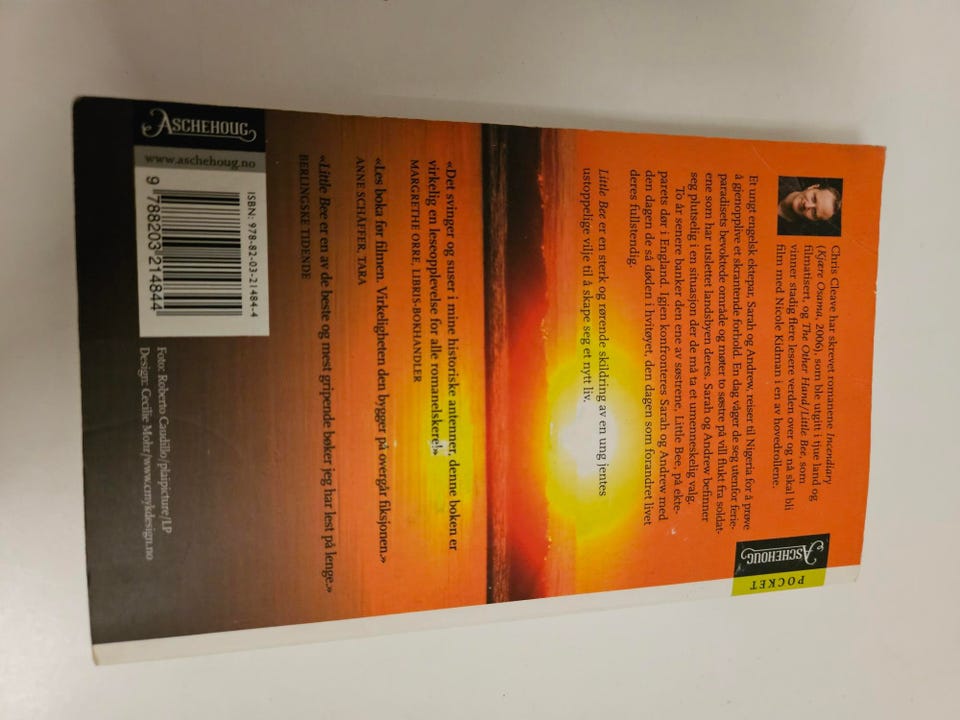 Chris Cleave har skrevet romanene Incendiary
(Kjære Osama, 2006), som ble utgitt i tjue land og
filmatisert, og The Other Hand/Little Bee, som
vinner stadig flere lesere verden over og nå skal bli
film med Nicole Kidman i en av hovedrollene.
ASCHEHOUG
POCKET
Et ungt engelsk ektepar, Sarah og Andrew, reiser til Nigeria for å prøve
å gjenopplive et skrantende forhold. En dag våger de seg utenfor ferie-
paradisets bevoktede område og møter to søstre på vill flukt fra soldat-
ene som har utslettet landsbyen deres. Sarah og Andrew befinner
seg plutselig i en situasjon der de må ta et umenneskelig valg.
To år senere banker den ene av søstrene, Little Bee, på ekte-
parets dør i England. Igjen konfronteres Sarah og Andrew med
den dagen de så døden i hvitøyet, den dagen som forandret livet
deres fullstendig.
Little Bee er en sterk og rørende skildring av en ung jentes
ustoppelige vilje til å skape seg et nytt liv.
«Det svinger og suser i mine historiske antenner, denne boken er
virkelig en leseopplevelse for alle romanelskere!»
MARGRETHE ORRE, LIBRIS-BOKHANDLER
«Les boka før filmen. Virkeligheten den bygger på overgår fiksjonen.»
ANNE SCHÄFFER, TARA
«Little Bee er en av de beste og mest gripende bøker jeg har lest på lenge.»
BERLINGSKE TIDENDE
ISBN: 978-82-03-21484-4
9 788203 214844
ASCHEHOUG
www.aschehoug.no
Foto: Roberto Caudillo/plaipicture/LP
Design: Cecilie Mohr/www.cmykdesign.no